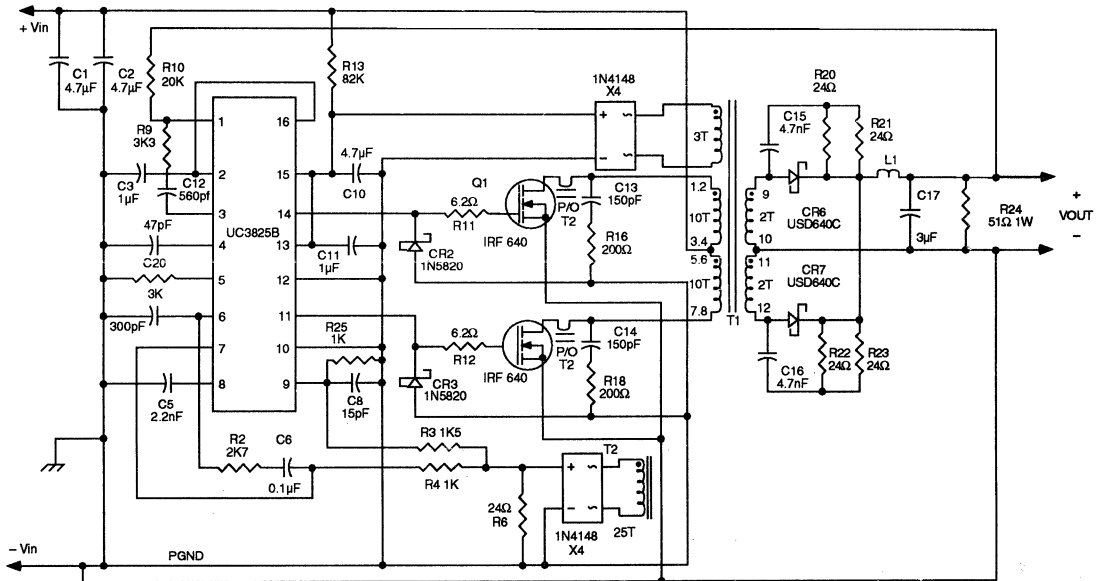 + Vin
C1
4.7µF
C2
4.7µF
R10
20K
R13
82K
1N4148
X4
R20
24Ω
C15
4.7nF
R21
24Ω
R9
3K3
1
16
+
~
-
~
3T
C3
1µF
2
C12
560pf
15
4.7µF
C10
3
14
Q1
6.2Ω
R11
IRF 640
P/O
T2
C13
150pF
R16
200Ω
1.2
10T
3.4
9
2T
10
CR6
USD640C
L1
C17
3µF
R24
51Ω 1W
+
VOUT
-
UC3825B
47pF
C20
4
13
C11
1µF
CR2
1N5820
5.6
10T
7.8
11
2T
12
CR7
USD640C
T1
3K
5
12
300pF
6
11
R25
1K
6.2Ω
R12
IRF 640
P/O
T2
C14
150pF
R18
200Ω
C16
4.7nF
R22
24Ω
R23
24Ω
7
10
C5
2.2nF
8
9
C8
15pF
CR3
1N5820
R2
2K7
C6
0.1µF
R3 1K5
R4 1K
24Ω
R6
+
~
-
~
T2
25T
1N4148
X4
- Vin
PGND